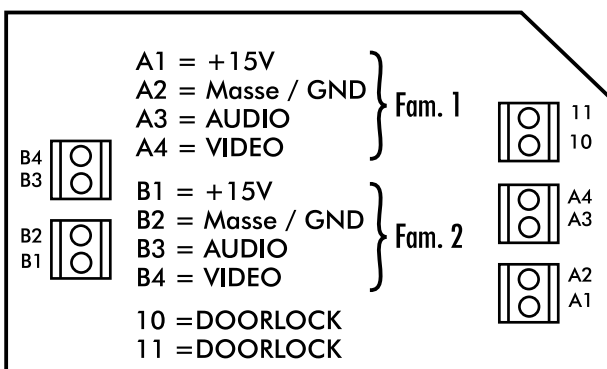 A1 = +15V
A2 = Masse / GND
A3 = AUDIO
A4 = VIDEO
Fam. 1
B1 = +15V
B2 = Masse / GND
B3 = AUDIO
B4 = VIDEO
Fam. 2
10 =DOORLOCK
11 =DOORLOCK
B4
B3
B2
B1
11
10
A4
A3
A2
A1